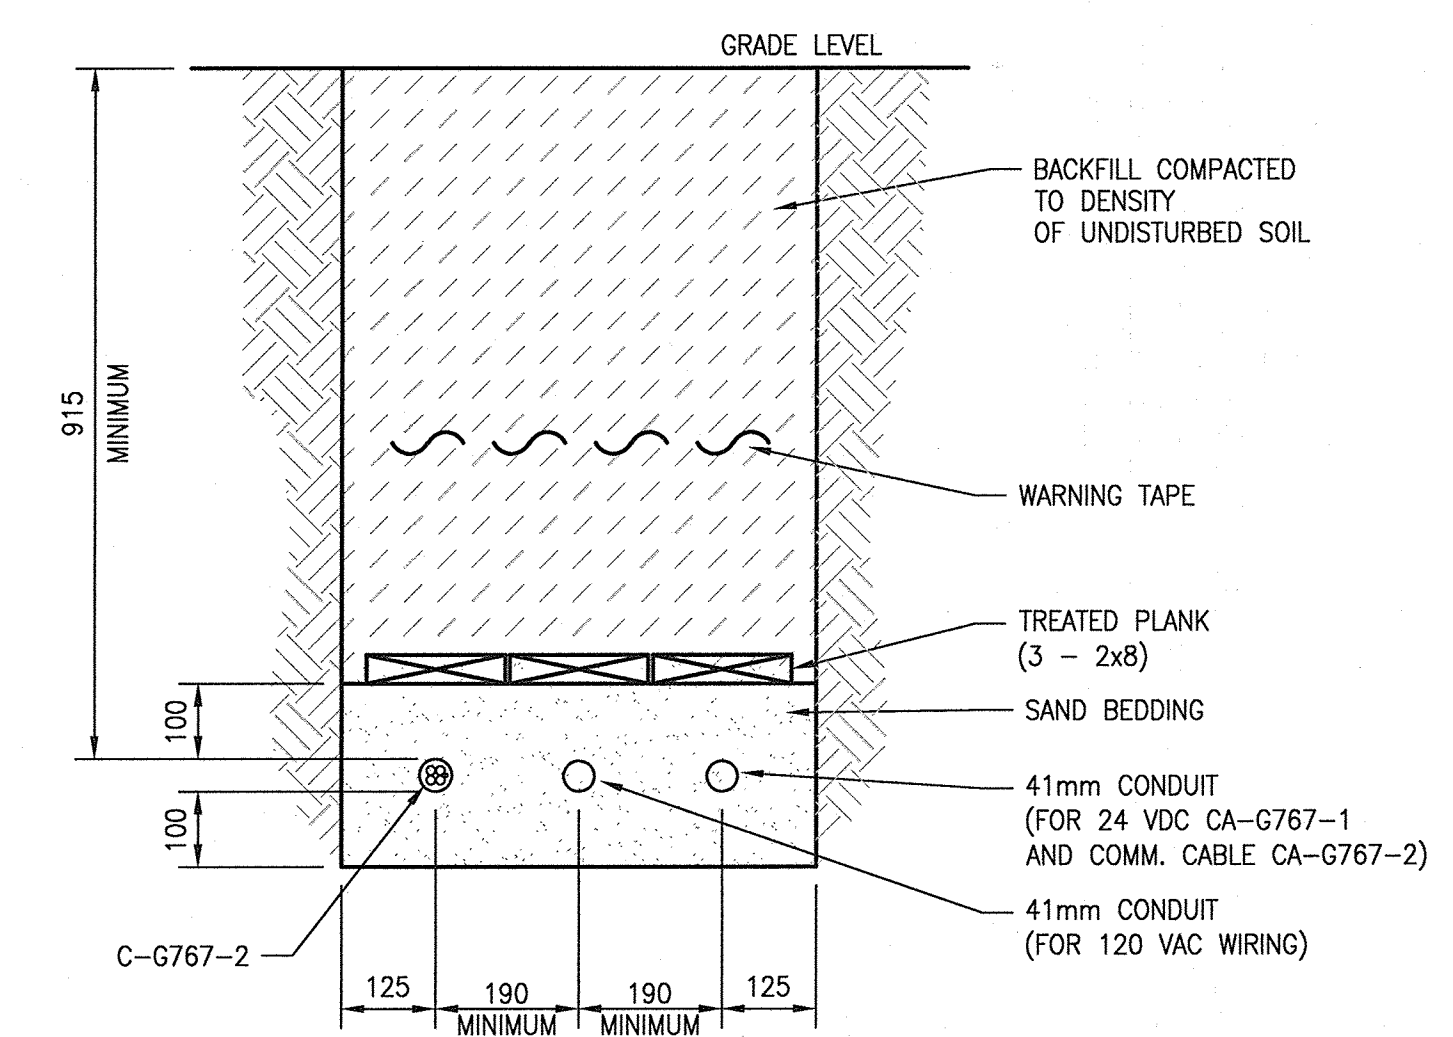 GRADE LEVEL
BACKFILL COMPACTED
TO DENSITY
OF UNDISTURBED SOIL
915
MINIMUM
WARNING TAPE
TREATED PLANK
(3 - 2x8)
SAND BEDDING
100
100
41mm CONDUIT
(FOR 24 VDC CA-G767-1
AND COMM. CABLE CA-G767-2)
41mm CONDUIT
(FOR 120 VAC WIRING)
C-G767-2
125
190
MINIMUM
190
MINIMUM
125